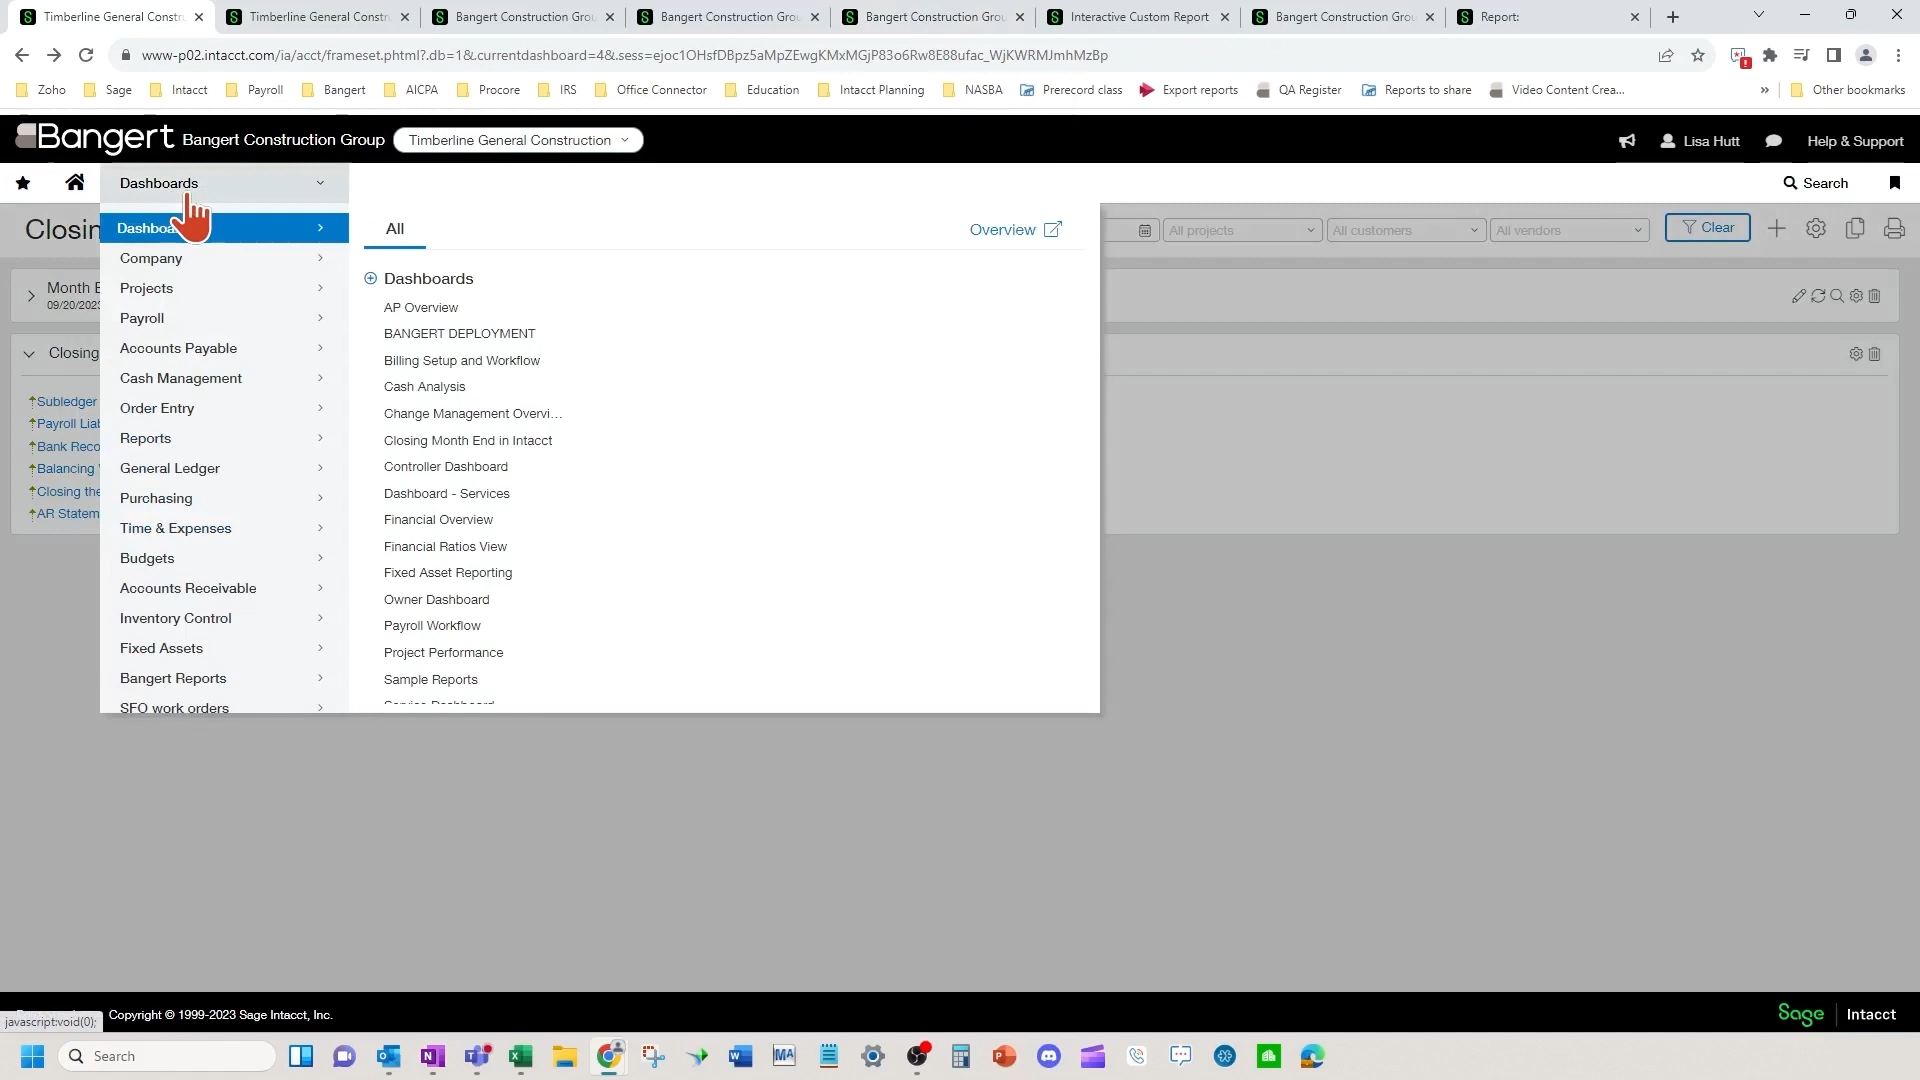 Timberline General Constr
Timberline General Constr
Bangert Construction Gro
Bangert Construction Gro
Bangert Construction Gro
Interactive Custom Report
Bangert Construction Gro
Report:
www-p02.intacct.com/ia/acct/frameset.phtml?.db=1&.currentdashboard=4&.sess=ejoc1OHsfDBpz5aMpZEwgKMxMGjP83o6Rw8E88ufac_WjKWRMJmhMzBp
Zoho
Sage
Intacct
Payroll
Bangert
AICPA
Procore
IRS
Office Connector
Education
Intacct Planning
NASBA
Prerecord class
Export reports
QA Register
Reports to share
Video Content Crea...
Other bookmarks
Bangert
Bangert Construction Group
Timberline General Construction
Lisa Hutt
Help & Support
Dashboards
Search
Closin
All projects
All customers
All vendors
Clear
Month E
09/20/2023
Closing
Subledger
Payroll Liab
Bank Reco
Balancing
Closing the
AR Statem
Dashboa
Company
Projects
Payroll
Accounts Payable
Cash Management
Order Entry
Reports
General Ledger
Purchasing
Time & Expenses
Budgets
Accounts Receivable
Inventory Control
Fixed Assets
Bangert Reports
SFO work orders
All
Overview
Dashboards
AP Overview
BANGERT DEPLOYMENT
Billing Setup and Workflow
Cash Analysis
Change Management Overvi...
Closing Month End in Intacct
Controller Dashboard
Dashboard - Services
Financial Overview
Financial Ratios View
Fixed Asset Reporting
Owner Dashboard
Payroll Workflow
Project Performance
Sample Reports
Copyright © 1999-2023 Sage Intacct, Inc.
javascript:void(0);
Sage
Intacct
Search